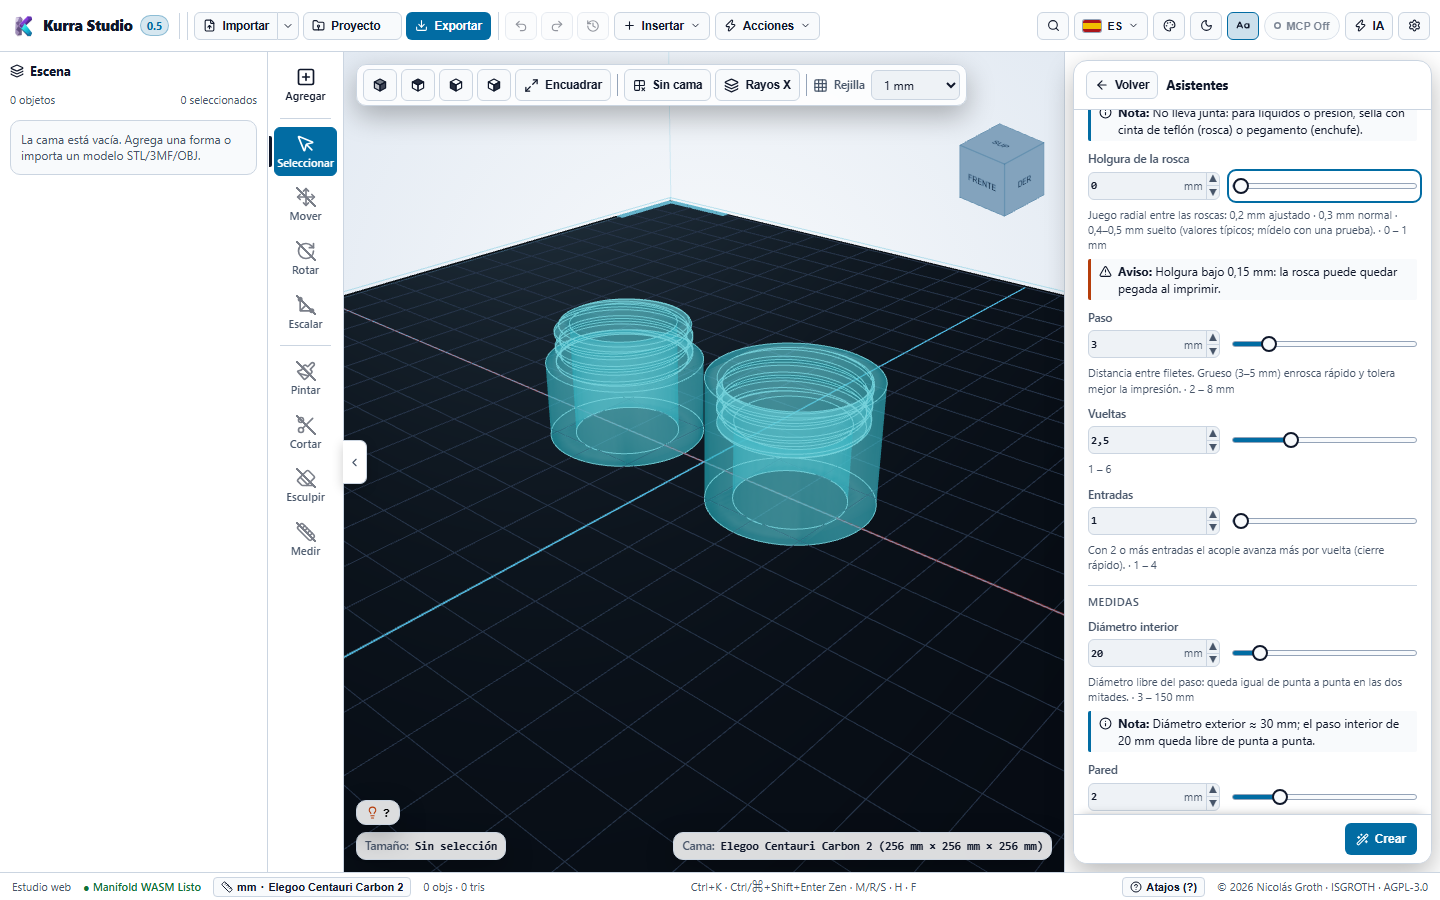 Kurra Studio 0.5 Importar Proyecto Exportar Insertar Acciones ES Aa MCP Off IA
Escena
0 objetos 0 seleccionados
La cama está vacía. Agrega una forma o
importa un modelo STL/3MF/OBJ.
Agregar
Seleccionar
Mover
Rotar
Escalar
Pintar
Cortar
Esculpir
Medir
Encuadrar Sin cama Rayos X Rejilla 1 mm
SUP
FRENTE DER
?
Tamaño: Sin selección
Cama: Elegoo Centauri Carbon 2 (256 mm × 256 mm × 256 mm)
Volver Asistentes
Nota: No lleva junta: para líquidos o presión, sella con
cinta de teflón (rosca) o pegamento (enchufe).
Holgura de la rosca
0 mm
Juego radial entre las roscas: 0,2 mm ajustado · 0,3 mm normal ·
0,4–0,5 mm suelto (valores típicos; mídelo con una prueba). · 0 – 1
mm
Aviso: Holgura bajo 0,15 mm: la rosca puede quedar
pegada al imprimir.
Paso
3 mm
Distancia entre filetes. Grueso (3–5 mm) enrosca rápido y tolera
mejor la impresión. · 2 – 8 mm
Vueltas
2,5
1 – 6
Entradas
1
Con 2 o más entradas el acople avanza más por vuelta (cierre
rápido). · 1 – 4
MEDIDAS
Diámetro interior
20 mm
Diámetro libre del paso: queda igual de punta a punta en las dos
mitades. · 3 – 150 mm
Nota: Diámetro exterior ≈ 30 mm; el paso interior de
20 mm queda libre de punta a punta.
Pared
2 mm
Crear
Estudio web Manifold WASM Listo mm · Elegoo Centauri Carbon 2 0 objs · 0 tris Ctrl+K · Ctrl/⌘+Shift+Enter Zen · M/R/S · H · F Atajos (?) © 2026 Nicolás Groth · ISGROTH · AGPL-3.0